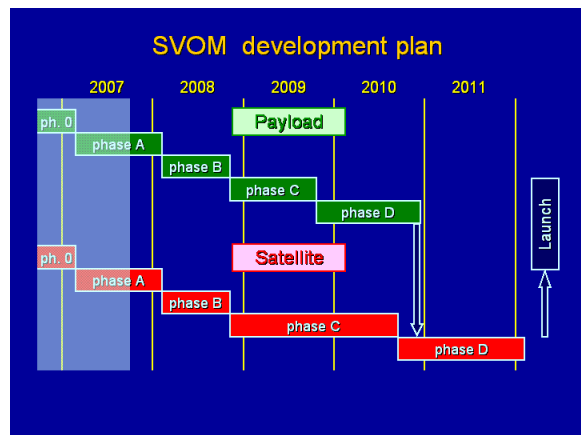 SVOM development plan
2007 2008 2009 2010 2011
ph. 0
Payload
phase A
phase B
phase C
phase D
Launch
ph. 0
Satellite
phase A
phase B
phase C
phase D